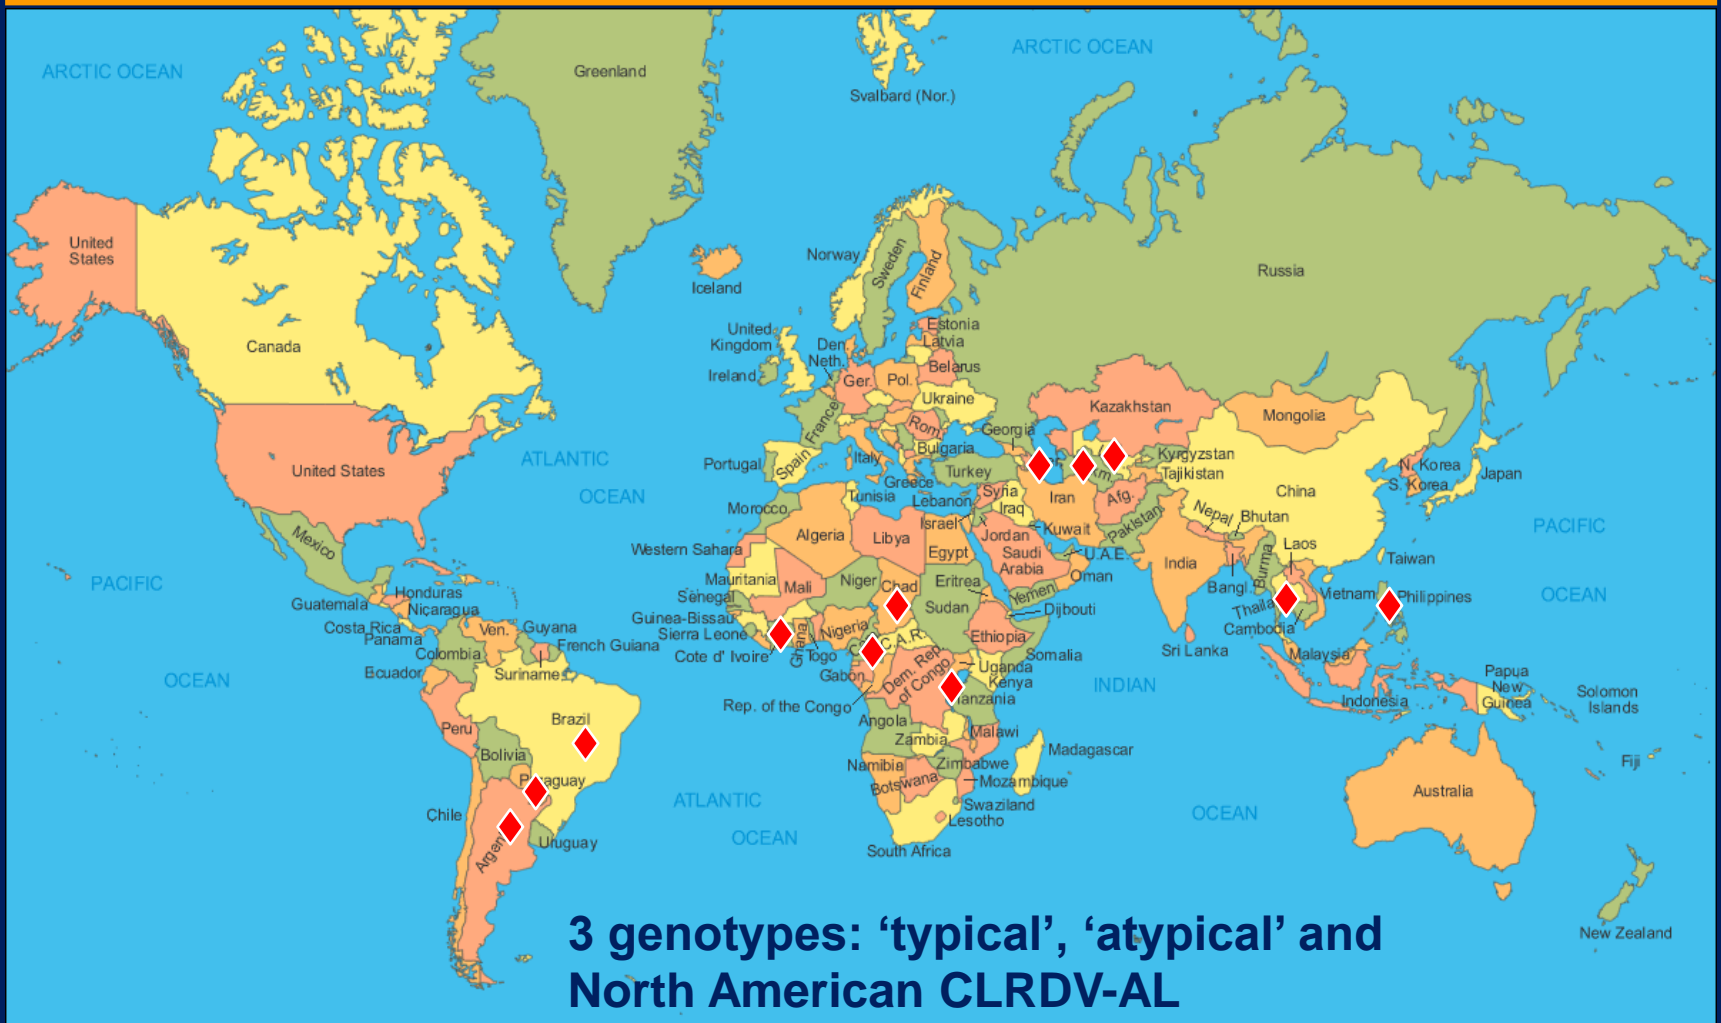 ARCTIC OCEAN
ARCTIC OCEAN
Greenland
Svalbard (Nor.)
United
States
Canada
Iceland
Norway
Sweden
Finland
Russia
Estonia
Latvia
Belarus
United
Kingdom
Ireland
Den.
Neth.
Ger.
Pol.
Ukraine
France
Rom.
Bulgaria
Georgia
Kazakhstan
Mongolia
Kyrgyzstan
Tajikistan
United States
ATLANTIC
OCEAN
Portugal
Spain
Italy
Greece
Turkey
Syria
Lebanon
Israel
Iraq
Iran
Afg.
Pakistan
Kuwait
Jordan
Saudi
Arabia
U.A.E.
Oman
Yemen
China
Nepal
Bhutan
N. Korea
S. Korea
Japan
PACIFIC
OCEAN
Taiwan
India
Bangl.
Burma
Laos
Vietnam
Cambodia
Philippines
Sri Lanka
Malaysia
Indonesia
Papua
New
Guinea
Solomon
Islands
Mexico
PACIFIC
OCEAN
Guatemala
Honduras
Nicaragua
Costa Rica
Panama
Ven.
Guyana
French Guiana
Colombia
Suriname
Ecuador
Peru
Brazil
Bolivia
Chile
Uruguay
Morocco
Tunisia
Algeria
Libya
Egypt
Western Sahara
Mauritania
Mali
Niger
Chad
Sudan
Eritrea
Djibouti
Senegal
Guinea-Bissau
Sierra Leone
Cote d' Ivoire
Ghana
Togo
Nigeria
C.A.R.
Ethiopia
Somalia
Uganda
Kenya
Gabon
Rep. of the Congo
Dem. Rep.
of Congo
Angola
Zambia
Malawi
Namibia
Botswana
Zimbabwe
Mozambique
Madagascar
Swaziland
Lesotho
South Africa
INDIAN
OCEAN
ATLANTIC
OCEAN
Australia
Fiji
New Zealand
3 genotypes: ‘typical’, ‘atypical’ and
North American CLRDV-AL